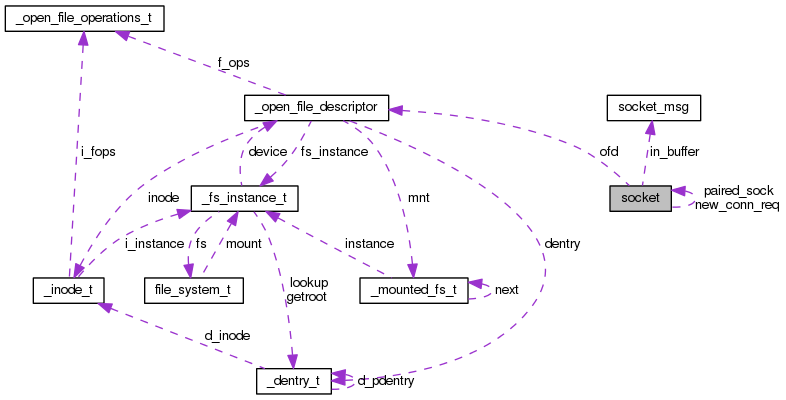 _open_file_operations_t
f_ops
_open_file_descriptor
socket_msg
i_fops
device
fs_instance
ofd
in_buffer
inode
_fs_instance_t
mnt
socket
paired_sock
new_conn_req
i_instance
fs
mount
instance
dentry
_inode_t
file_system_t
lookup
getroot
_mounted_fs_t
next
d_inode
_dentry_t